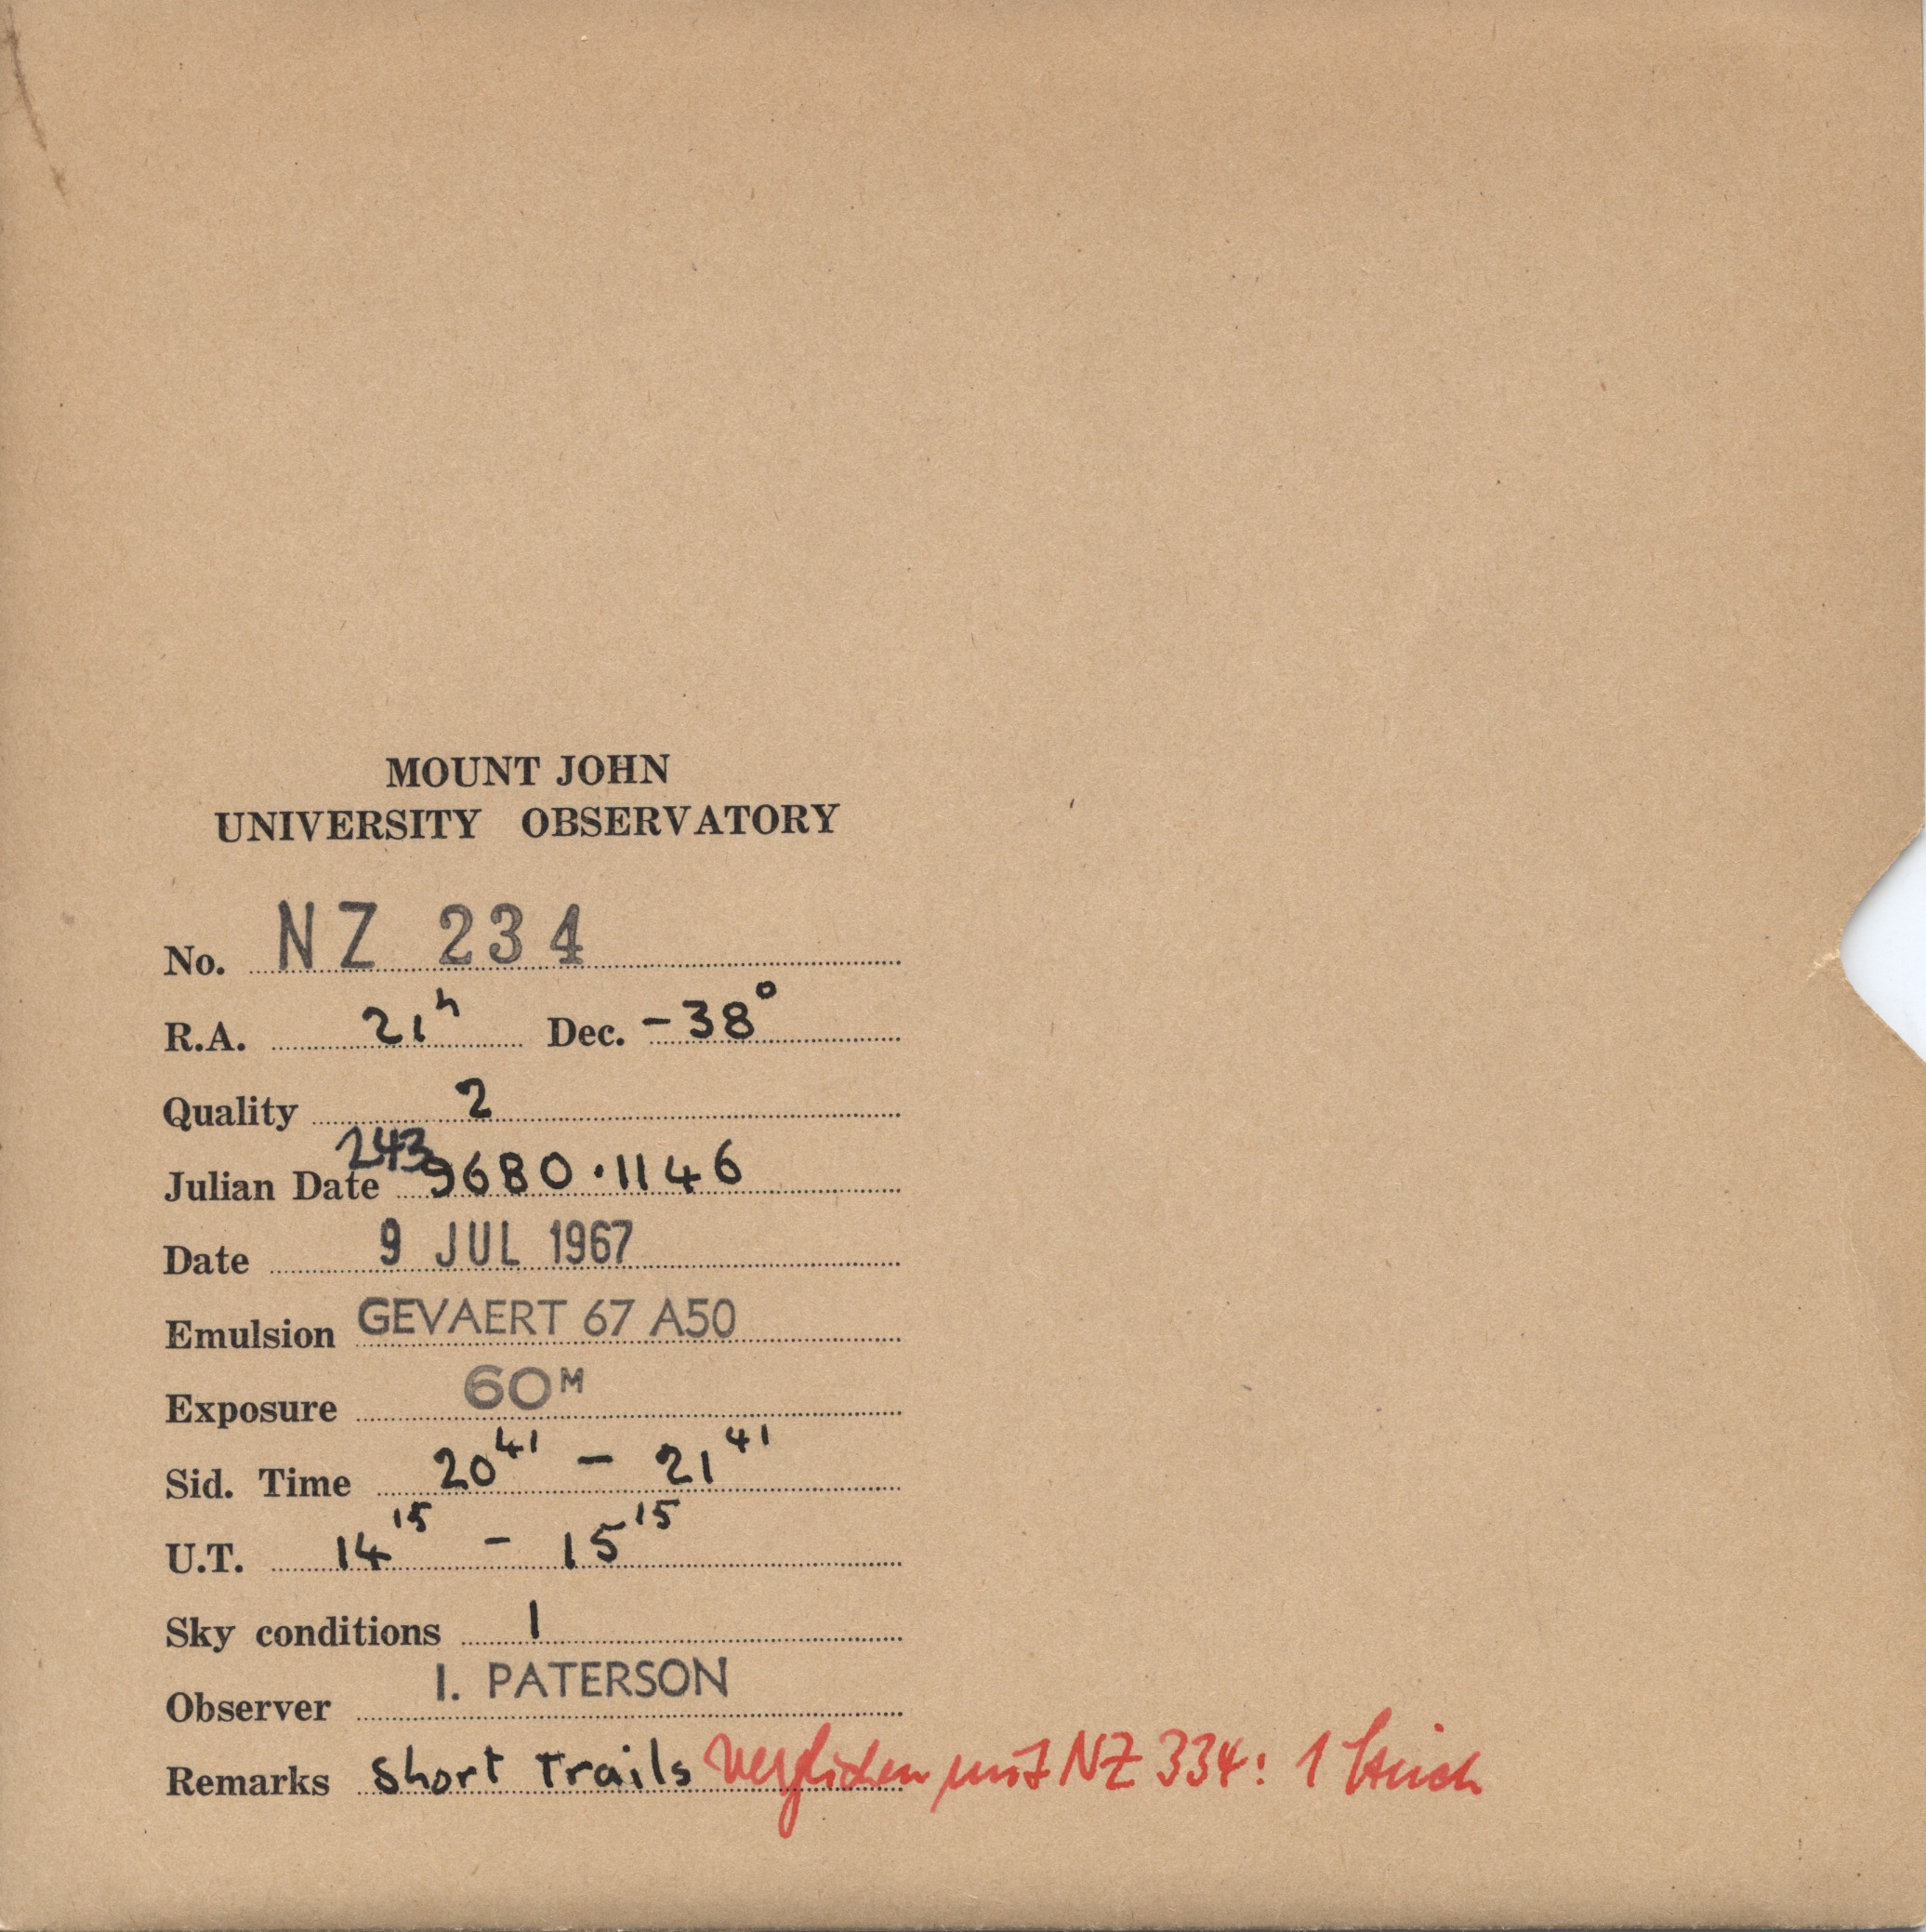 MOUNT JOHN
UNIVERSITY OBSERVATORY
No. NZ 234
R.A. 21h Dec. -38°
Quality 2
Julian Date 2439680.1146
Date 9 JUL 1967
Emulsion GEVAERT 67 A50
Exposure 60M
Sid. Time 20 41 - 21 41
U.T. 14 15 - 15 15
Sky conditions 1
Observer I. PATERSON
Remarks short trails verglichen mit NZ 334: 1 Strich